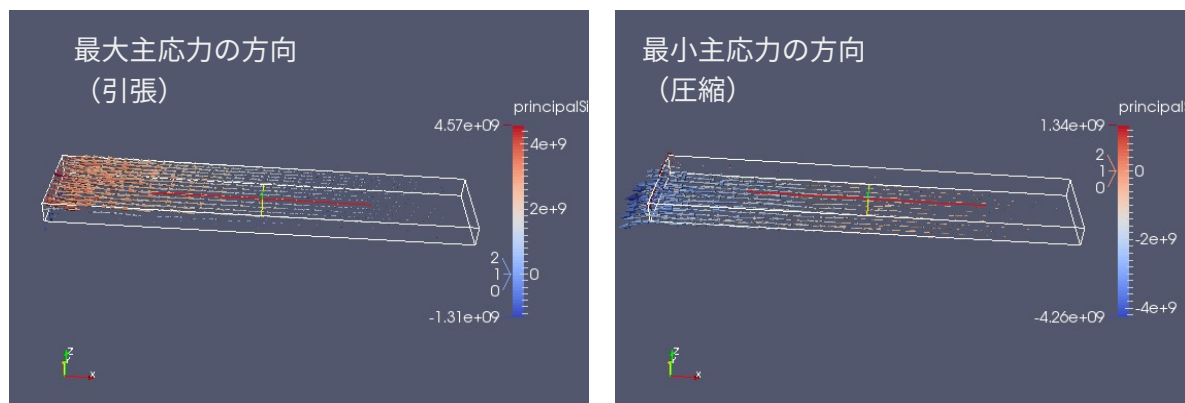 最大主応力の方向
（引張）
principalSi
4.57e+09
4e+9
2e+9
2
1
0
0
-1.31e+09
Z
Y
X
最小主応力の方向
（圧縮）
principalS
1.34e+09
2
1
0
0
-2e+9
-4e+9
-4.26e+09
Z
Y
X